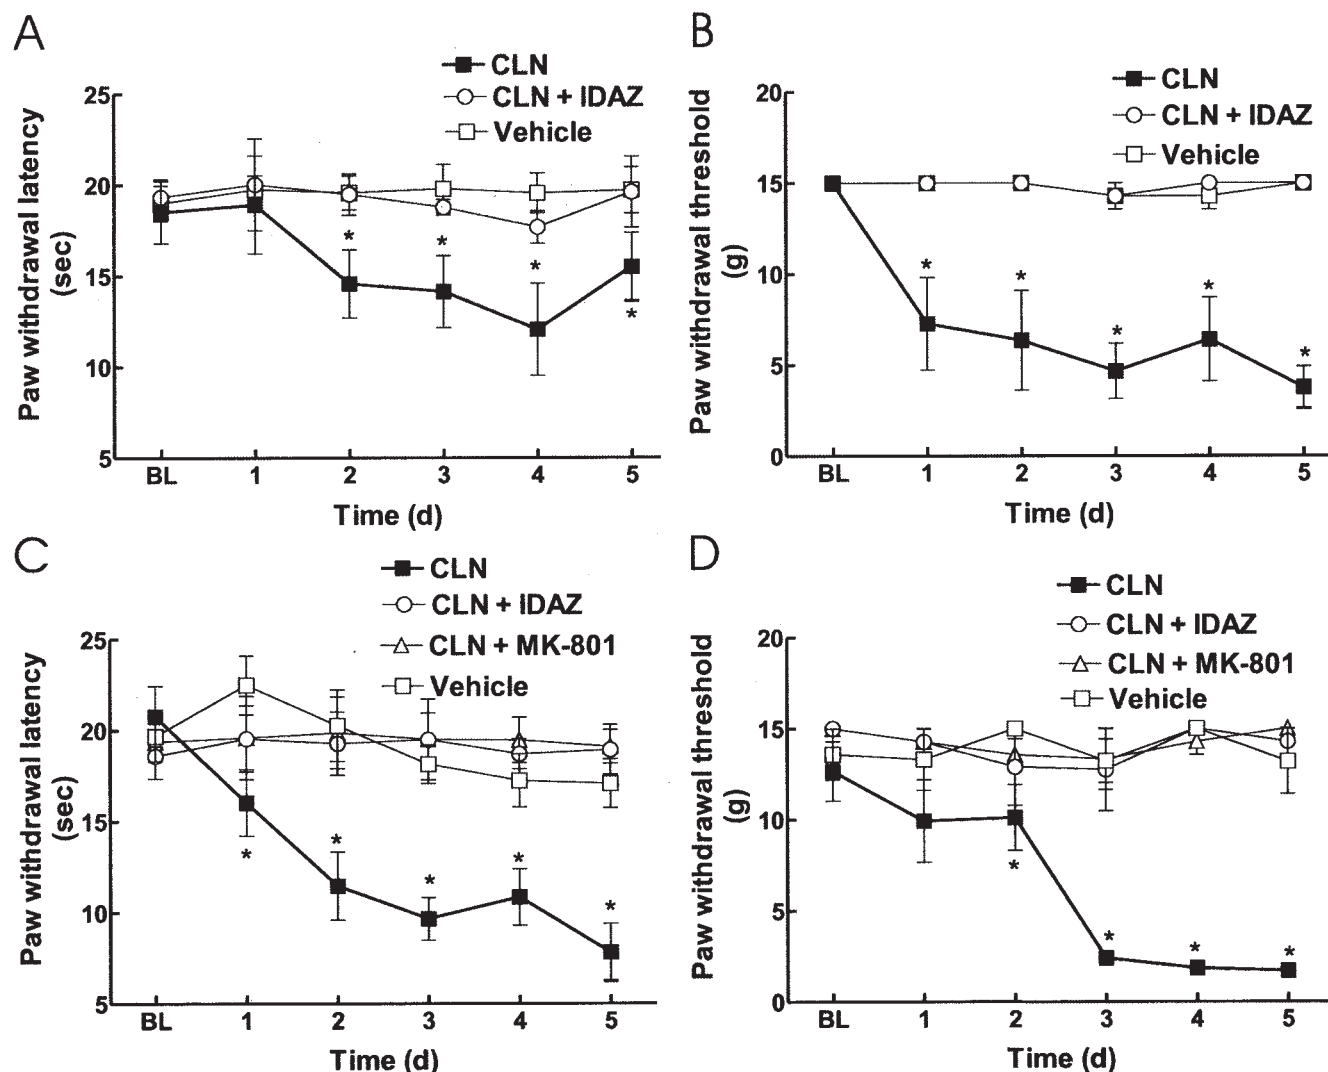 A
CLN
CLN + IDAZ
Vehicle
25
20
15
10
5
Paw withdrawal latency
(sec)
*
*
*
*
BL 1 2 3 4 5
Time (d)
B
CLN
CLN + IDAZ
Vehicle
20
15
10
5
0
Paw withdrawal threshold
(g)
*
*
*
*
*
BL 1 2 3 4 5
Time (d)
C
CLN
CLN + IDAZ
CLN + MK-801
Vehicle
25
20
15
10
5
Paw withdrawal latency
(sec)
*
*
*
*
*
BL 1 2 3 4 5
Time (d)
D
CLN
CLN + IDAZ
CLN + MK-801
Vehicle
20
15
10
5
0
Paw withdrawal threshold
(g)
*
*
*
*
BL 1 2 3 4 5
Time (d)